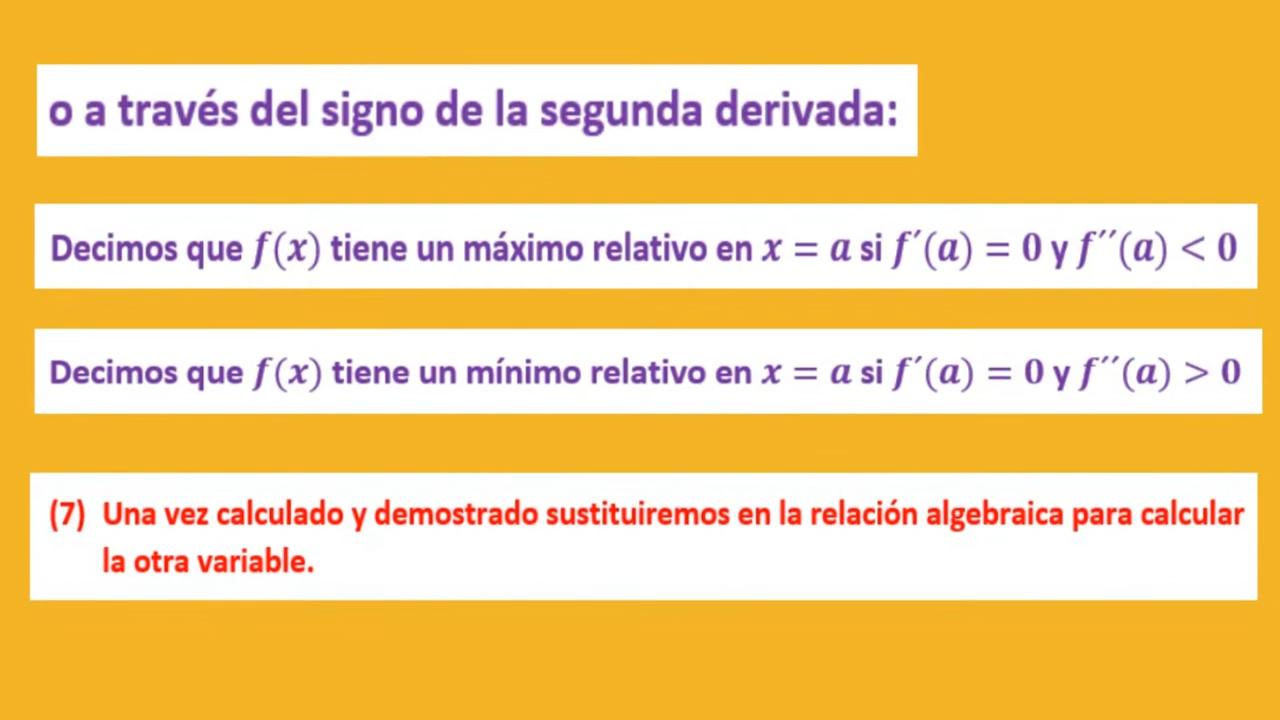 o a través del signo de la segunda derivada:
Decimos que f(x) tiene un máximo relativo en x = a si f´(a) = 0 y f´´(a) < 0
Decimos que f(x) tiene un mínimo relativo en x = a si f´(a) = 0 y f´´(a) > 0
(7) Una vez calculado y demostrado sustituiremos en la relación algebraica para calcular
la otra variable.